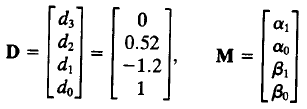 D = [d₃ d₂ d₁ d₀] = [0 0.52 −1.2 1], M = [α₁ α₀ β₁ β₀]